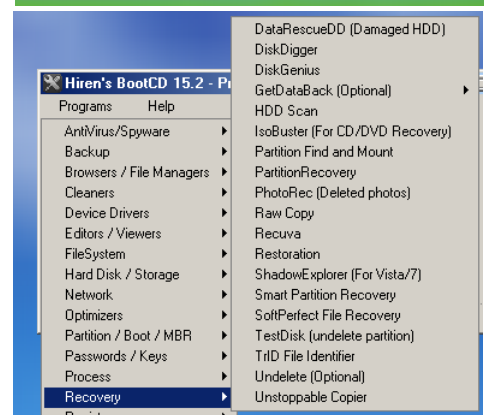 Hiren's BootCD 15.2 -
Programs Help
AntiVirus/Spyware
Backup
Browsers / File Managers
Cleaners
Device Drivers
Editors / Viewers
FileSystem
Hard Disk / Storage
Network
Optimizers
Partition / Boot / MBR
Passwords / Keys
Process
Recovery
DataRescueDD (Damaged HDD)
DiskDigger
DiskGenius
GetDataBack (Optional)
HDD Scan
IsoBuster (For CD/DVD Recovery)
Partition Find and Mount
PartitionRecovery
PhotoRec (Deleted photos)
Raw Copy
Recuva
Restoration
ShadowExplorer (For Vista/7)
Smart Partition Recovery
SoftPerfect File Recovery
TestDisk (undelete partition)
TrID File Identifier
Undelete (Optional)
Unstoppable Copier